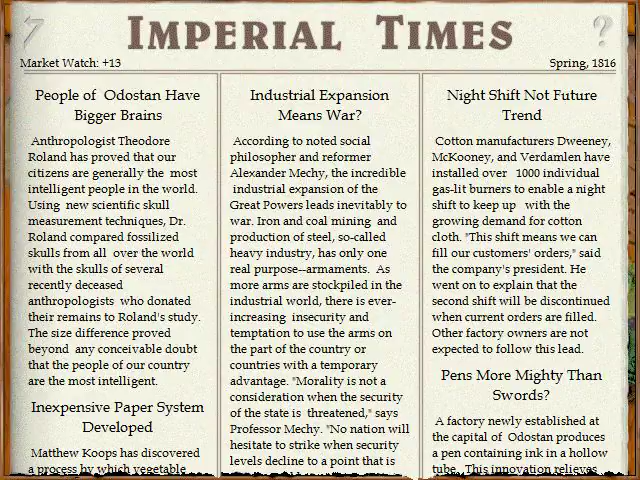 Imperial Times
Market Watch: +13
Spring, 1816
People of Odostan Have
Bigger Brains
Anthropologist Theodore
Roland has proved that our
citizens are generally the most
intelligent people in the world.
Using new scientific skull
measurement techniques, Dr.
Roland compared fossilized
skulls from all over the world
with the skulls of several
recently deceased
anthropologists who donated
their remains to Roland's study.
The size difference proved
beyond any conceivable doubt
that the people of our country
are the most intelligent.
Inexpensive Paper System
Developed
Matthew Koops has discovered
a process by which vegetable
Industrial Expansion
Means War?
According to noted social
philosopher and reformer
Alexander Mechy, the incredible
industrial expansion of the
Great Powers leads inevitably to
war. Iron and coal mining and
production of steel, so-called
heavy industry, has only one
real purpose--armaments. As
more arms are stockpiled in the
industrial world, there is ever-
increasing insecurity and
temptation to use the arms on
the part of the country or
countries with a temporary
advantage. "Morality is not a
consideration when the security
of the state is threatened," says
Professor Mechy. "No nation will
hesitate to strike when security
levels decline to a point that is
Night Shift Not Future
Trend
Cotton manufacturers Dweeney,
McKooney, and Verdamlen have
installed over 1000 individual
gas-lit burners to enable a night
shift to keep up with the
growing demand for cotton
cloth. "This shift means we can
fill our customers' orders," said
the company's president. He
went on to explain that the
second shift will be discontinued
when current orders are filled.
Other factory owners are not
expected to follow this lead.
Pens More Mighty Than
Swords?
A factory newly established at
the capital of Odostan produces
a pen containing ink in a hollow
tube. This innovation relieves